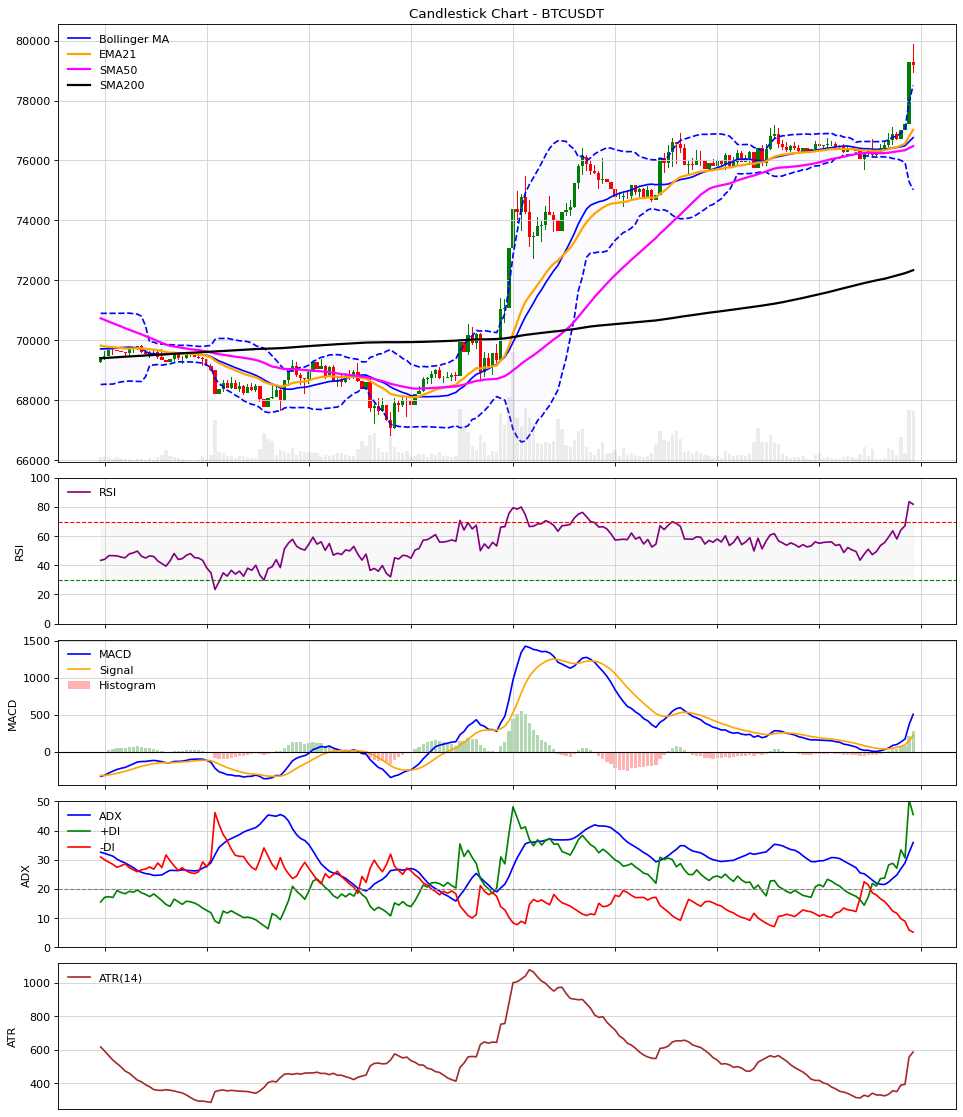 Candlestick Chart - BTCUSDT
80000
78000
76000
74000
72000
70000
68000
66000
Bollinger MA
EMA21
SMA50
SMA200
100
80
60
40
20
0
RSI
RSI
1500
1000
500
0
MACD
MACD
Signal
Histogram
50
40
30
20
10
0
ADX
ADX
+DI
-DI
1000
800
600
400
ATR
ATR(14)